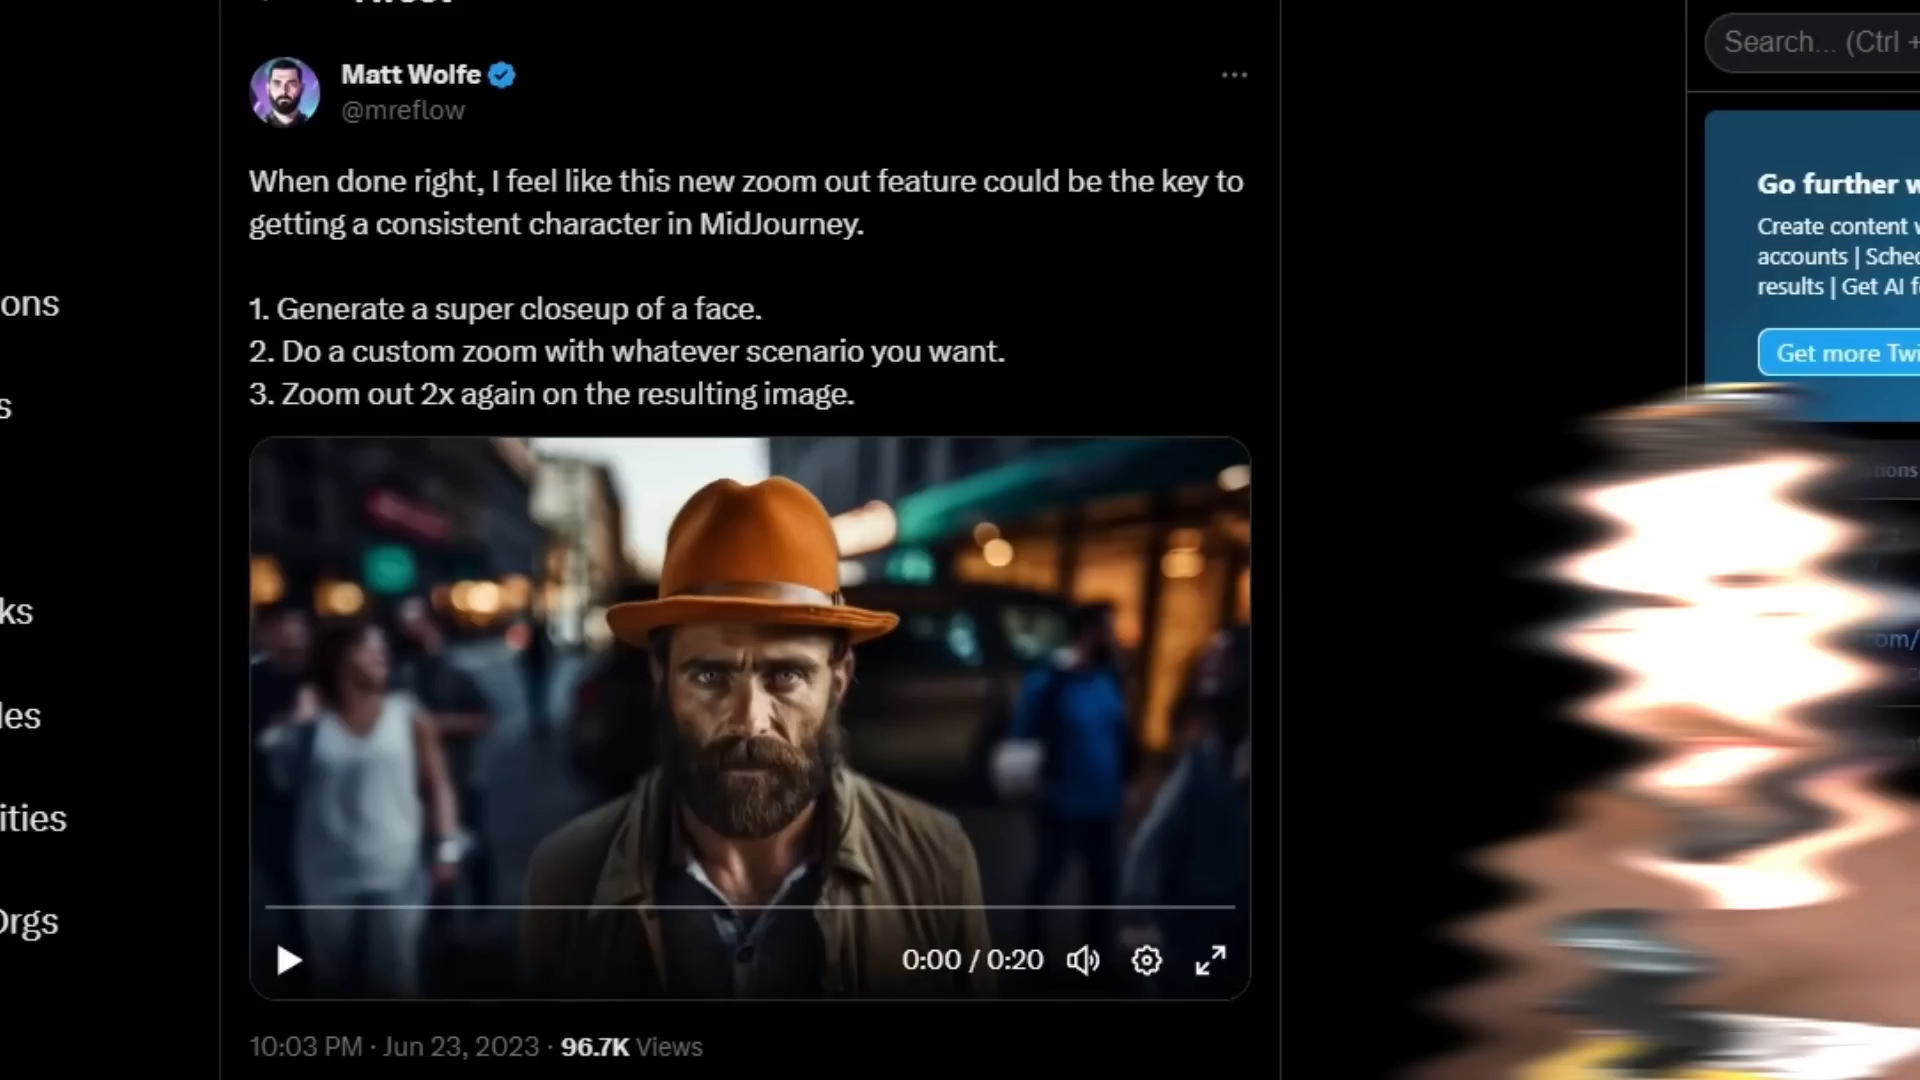 Tweet
Matt Wolfe
@mreflow
When done right, I feel like this new zoom out feature could be the key to
getting a consistent character in MidJourney.
1. Generate a super closeup of a face.
2. Do a custom zoom with whatever scenario you want.
3. Zoom out 2x again on the resulting image.
0:00 / 0:20
10:03 PM · Jun 23, 2023 · 96.7K Views
ons
s
ks
les
ities
Orgs
Search... (Ctrl +
Go further w
Create content v
accounts | Sched
results | Get AI f
Get more Twi
com/